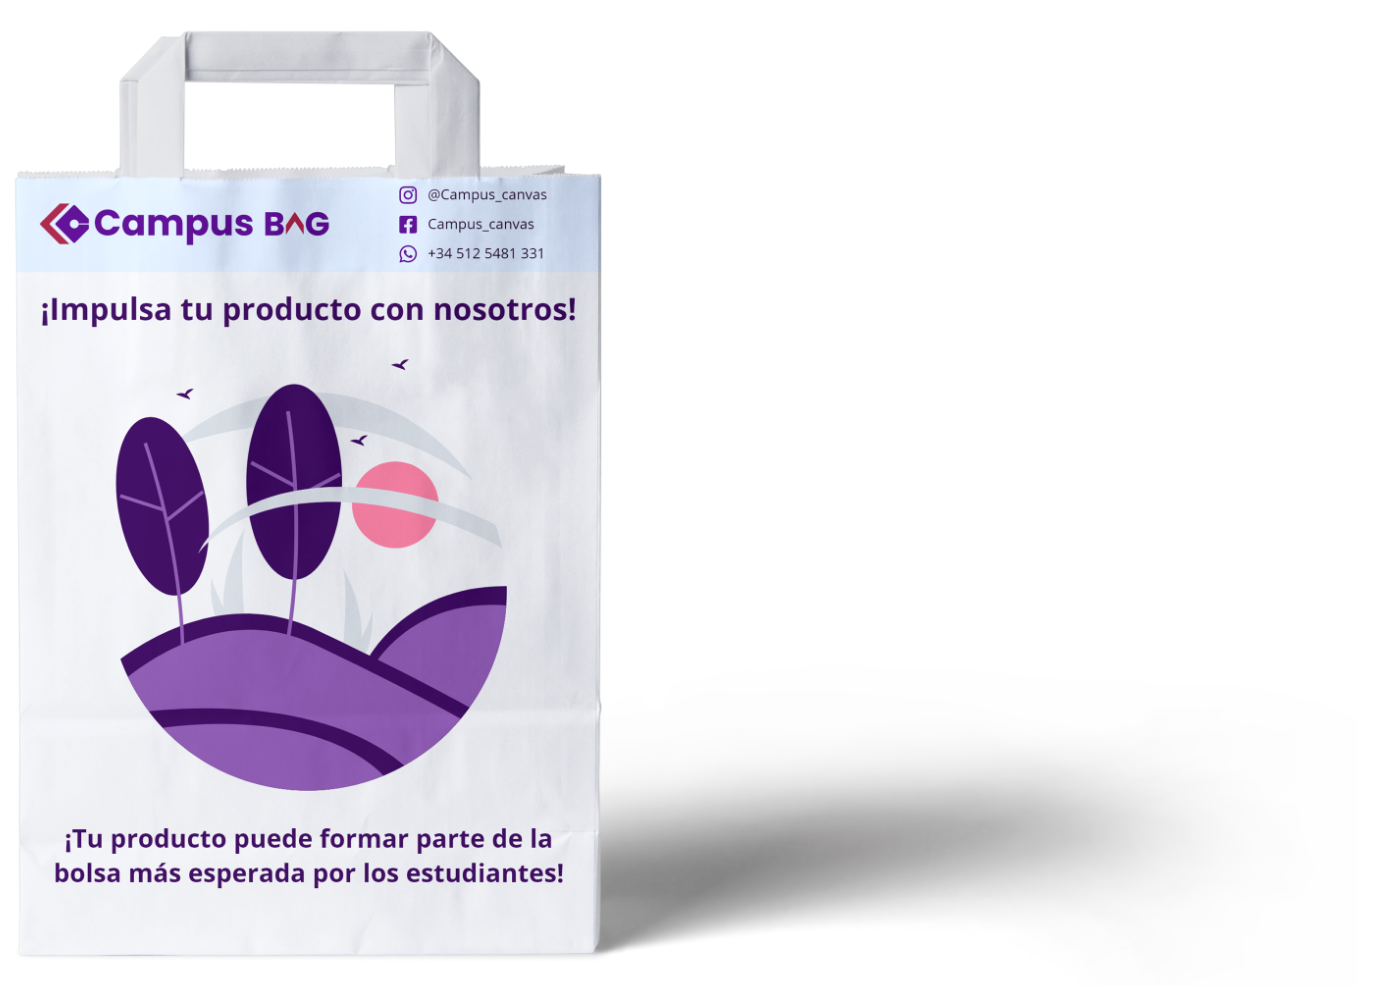 Campus BAG
@Campus_canvas
Campus_canvas
+34 512 5481 331
¡Impulsa tu producto con nosotros!
¡Tu producto puede formar parte de la
bolsa más esperada por los estudiantes!